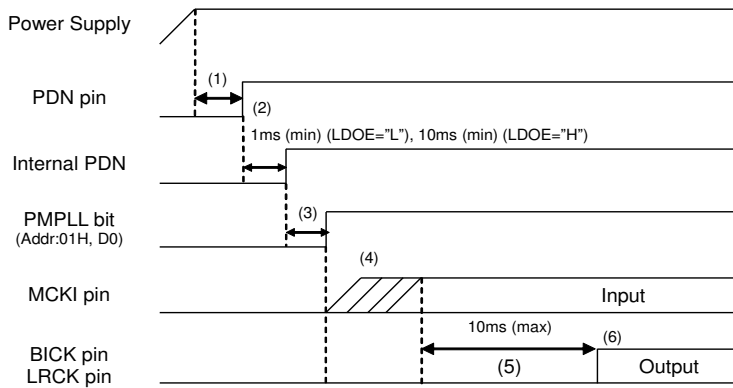 Power Supply
(1)
PDN pin
(2)
1ms (min) (LDOE="L"), 10ms (min) (LDOE="H")
Internal PDN
(3)
PMPLL bit
(Addr:01H, D0)
(4)
MCKI pin
Input
10ms (max)
(6)
BICK pin
LRCK pin
(5)
Output